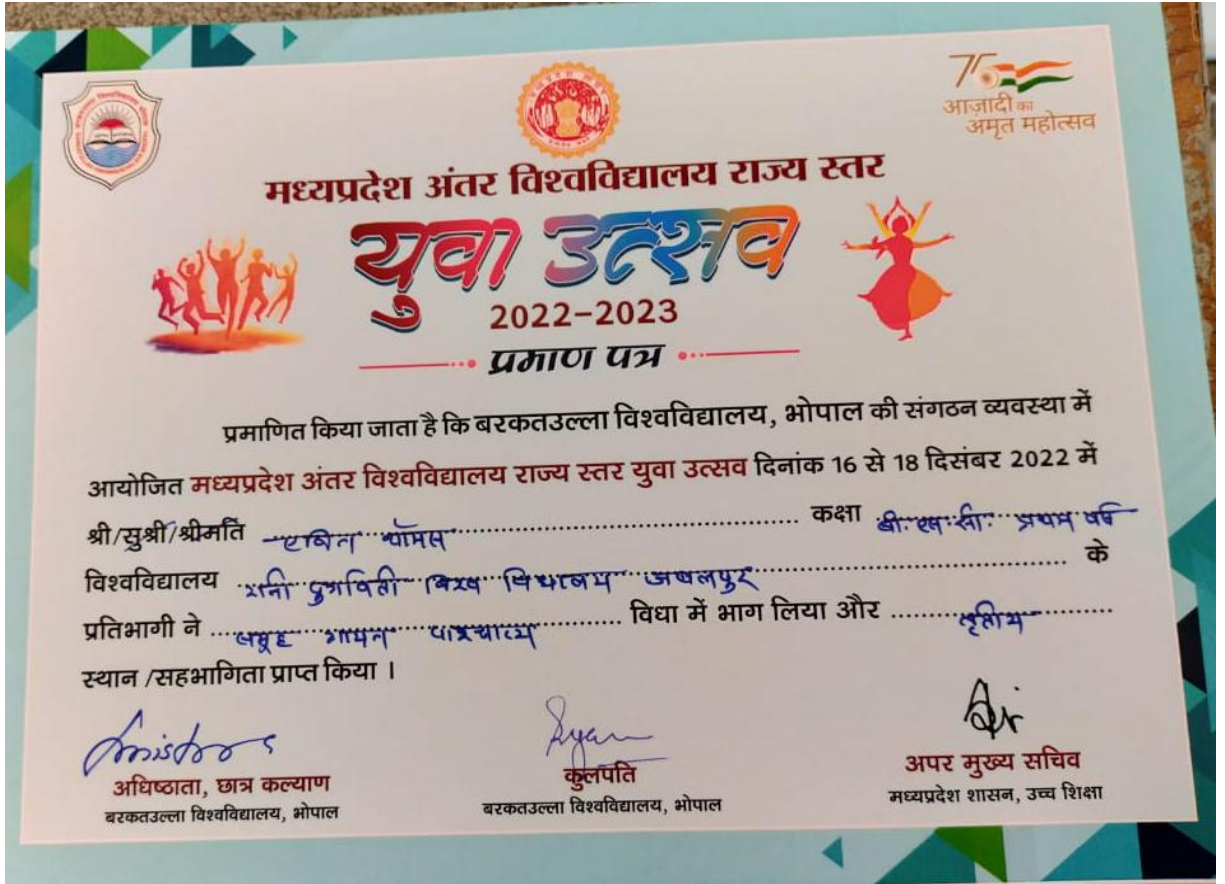 75
आज़ादी का
अमृत महोत्सव
मध्यप्रदेश अंतर विश्वविद्यालय राज्य स्तर
युवा उत्सव
2022-2023
प्रमाण पत्र
प्रमाणित किया जाता है कि बरकतउल्ला विश्वविद्यालय, भोपाल की संगठन व्यवस्था में
आयोजित मध्यप्रदेश अंतर विश्वविद्यालय राज्य स्तर युवा उत्सव दिनांक 16 से 18 दिसंबर 2022 में
श्री/सुश्री/श्रीमति एबिन थॉमस कक्षा बी. एस. सी. प्रथम वर्ष
विश्वविद्यालय रानी दुर्गावती विश्व विद्यालय जबलपुर के
प्रतिभागी ने समूह गायन पाश्चात्य विधा में भाग लिया और तृतीय
स्थान /सहभागिता प्राप्त किया ।
अधिष्ठाता, छात्र कल्याण
बरकतउल्ला विश्वविद्यालय, भोपाल
कुलपति
बरकतउल्ला विश्वविद्यालय, भोपाल
अपर मुख्य सचिव
मध्यप्रदेश शासन, उच्च शिक्षा